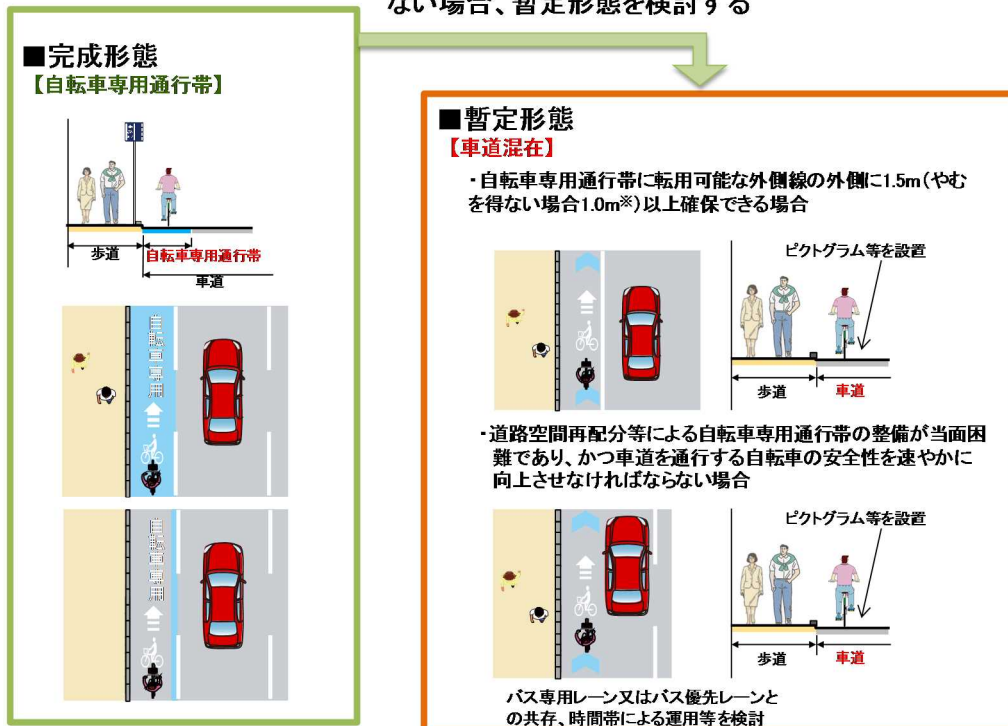 ない場合、暫定形態を検討する
■完成形態
【自転車専用通行帯】
歩道
自転車専用通行帯
車道
自転車専用
自転車専用
■暫定形態
【車道混在】
・自転車専用通行帯に転用可能な外側線の外側に1.5m(やむ
を得ない場合1.0m※)以上確保できる場合
ピクトグラム等を設置
歩道
車道
・道路空間再配分等による自転車専用通行帯の整備が当面困
難であり、かつ車道を通行する自転車の安全性を速やかに
向上させなければならない場合
ピクトグラム等を設置
歩道
車道
バス専用レーン又はバス優先レーンと
の共存、時間帯による運用等を検討